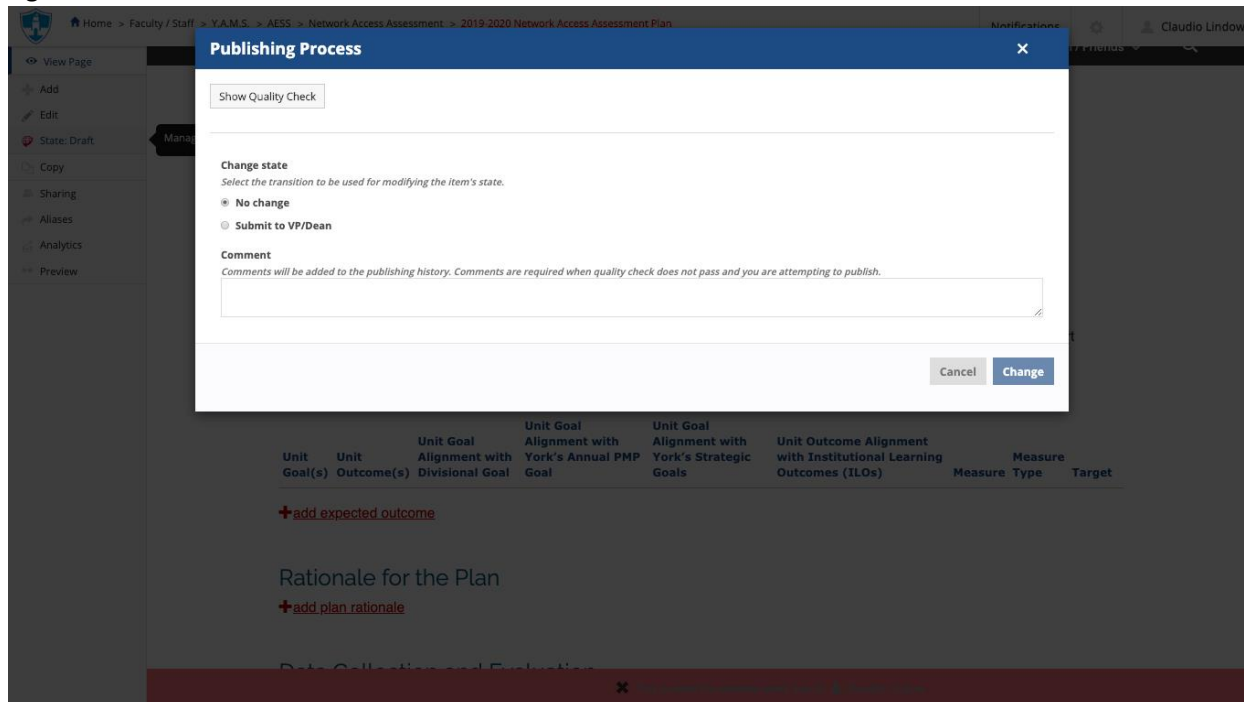 Home > Faculty / Staff > Y.A.M.S. > AESS > Network Access Assessment > 2019-2020 Network Access Assessment Plan
Notifications
Claudio Lindow
/ Friends
View Page
Add
Edit
State: Draft
Manag
Copy
Sharing
Aliases
Analytics
Preview
Publishing Process
Show Quality Check
Change state
Select the transition to be used for modifying the item's state.
No change
Submit to VP/Dean
Comment
Comments will be added to the publishing history. Comments are required when quality check does not pass and you are attempting to publish.
Cancel Change
Unit Goal(s)
Unit Outcome(s)
Unit Goal Alignment with Divisional Goal
Unit Goal Alignment with York's Annual PMP Goal
Unit Goal Alignment with York's Strategic Goals
Unit Outcome Alignment with Institutional Learning Outcomes (ILOs)
Measure
Measure Type
Target
add expected outcome
Rationale for the Plan
add plan rationale
Data Collection and Evaluation